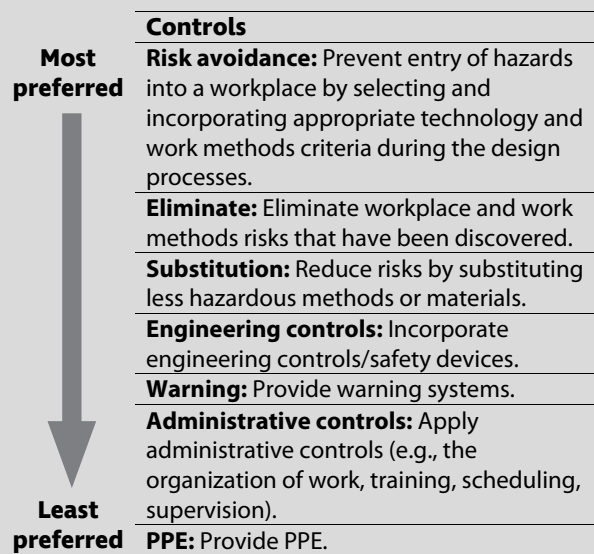 Controls
Most preferred
Risk avoidance: Prevent entry of hazards
into a workplace by selecting and
incorporating appropriate technology and
work methods criteria during the design
processes.
Eliminate: Eliminate workplace and work
methods risks that have been discovered.
Substitution: Reduce risks by substituting
less hazardous methods or materials.
Engineering controls: Incorporate
engineering controls/safety devices.
Warning: Provide warning systems.
Administrative controls: Apply
administrative controls (e.g., the
organization of work, training, scheduling,
supervision).
Least preferred
PPE: Provide PPE.